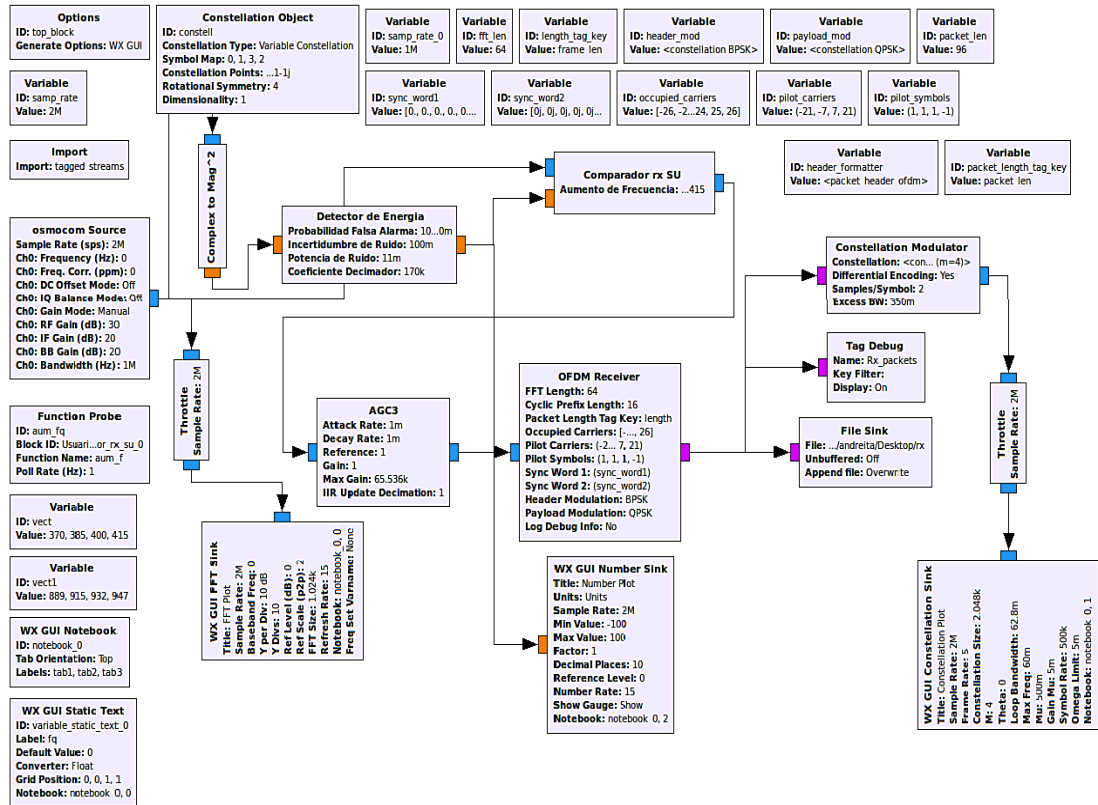 Options
ID: top_block
Generate Options: WX GUI
Constellation Object
ID: constell
Constellation Type: Variable Constellation
Symbol Map: 0, 1, 3, 2
Constellation Points: ...1-1j
Rotational Symmetry: 4
Dimensionality: 1
Variable
ID: samp_rate_0
Value: 1M
Variable
ID: fft_len
Value: 64
Variable
ID: length_tag_key
Value: frame_len
Variable
ID: header_mod
Value: <constellation BPSK>
Variable
ID: payload_mod
Value: <constellation QPSK>
Variable
ID: packet_len
Value: 96
Variable
ID: samp_rate
Value: 2M
Variable
ID: sync_word1
Value: [0., 0., 0., 0., 0....
Variable
ID: sync_word2
Value: [0j, 0j, 0j, 0j, 0j...
Variable
ID: occupied_carriers
Value: [-26, -2...24, 25, 26]
Variable
ID: pilot_carriers
Value: (-21, -7, 7, 21)
Variable
ID: pilot_symbols
Value: (1, 1, 1, -1)
Import
Import: tagged_streams
Complex to Mag^2
Comparador rx SU
Aumento de Frecuencia: ...415
Variable
ID: header_formatter
Value: <packet_header_ofdm>
Variable
ID: packet_length_tag_key
Value: packet_len
osmocom Source
Sample Rate (sps): 2M
Ch0: Frequency (Hz): 0
Ch0: Freq. Corr. (ppm): 0
Ch0: DC Offset Mode: Off
Ch0: IQ Balance Mode: Off
Ch0: Gain Mode: Manual
Ch0: RF Gain (dB): 30
Ch0: IF Gain (dB): 20
Ch0: BB Gain (dB): 20
Ch0: Bandwidth (Hz): 1M
Detector de Energia
Probabilidad Falsa Alarma: 10...0m
Incertidumbre de Ruido: 100m
Potencia de Ruido: 11m
Coeficiente Decimador: 170k
Constellation Modulator
Constellation: <con... (m=4)>
Differential Encoding: Yes
Samples/Symbol: 2
Excess BW: 350m
Tag Debug
Name: Rx_packets
Key Filter:
Display: On
Throttle
Sample Rate: 2M
OFDM Receiver
FFT Length: 64
Cyclic Prefix Length: 16
Packet Length Tag Key: length
Occupied Carriers: [-..., 26]
Pilot Carriers: (-2... 7, 21)
Pilot Symbols: (1, 1, 1, -1)
Sync Word 1: (sync_word1)
Sync Word 2: (sync_word2)
Header Modulation: BPSK
Payload Modulation: QPSK
Log Debug Info: No
Throttle
Sample Rate: 2M
Function Probe
ID: aum_fq
Block ID: Usuari...or_rx_su_0
Function Name: aum_f
Poll Rate (Hz): 1
AGC3
Attack Rate: 1m
Decay Rate: 1m
Reference: 1
Gain: 1
Max Gain: 65.536k
IIR Update Decimation: 1
File Sink
File: .../andreita/Desktop/rx
Unbuffered: Off
Append file: Overwrite
Variable
ID: vect
Value: 370, 385, 400, 415
Variable
ID: vect1
Value: 889, 915, 932, 947
WX GUI FFT Sink
Title: FFT Plot
Sample Rate: 2M
Baseband Freq: 0
Y per Div: 10 dB
Y Divs: 10
Ref Level (dB): 0
Ref Scale (p2p): 2
FFT Size: 1.024k
Refresh Rate: 15
Notebook: notebook_0, 0
Freq Set Varname: None
WX GUI Number Sink
Title: Number Plot
Units: Units
Sample Rate: 2M
Min Value: -100
Max Value: 100
Factor: 1
Decimal Places: 10
Reference Level: 0
Number Rate: 15
Show Gauge: Show
Notebook: notebook_0, 2
WX GUI Constellation Sink
Title: Constellation Plot
Sample Rate: 2M
Frame Rate: 5
Constellation Size: 2.048k
M: 4
Theta: 0
Loop Bandwidth: 62.8m
Max Freq: 60m
Mu: 500m
Gain Mu: 5m
Symbol Rate: 500k
Omega Limit: 5m
Notebook: notebook_0, 1
WX GUI Notebook
ID: notebook_0
Tab Orientation: Top
Labels: tab1, tab2, tab3
WX GUI Static Text
ID: variable_static_text_0
Label: fq
Default Value: 0
Converter: Float
Grid Position: 0, 0, 1, 1
Notebook: notebook_0, 0